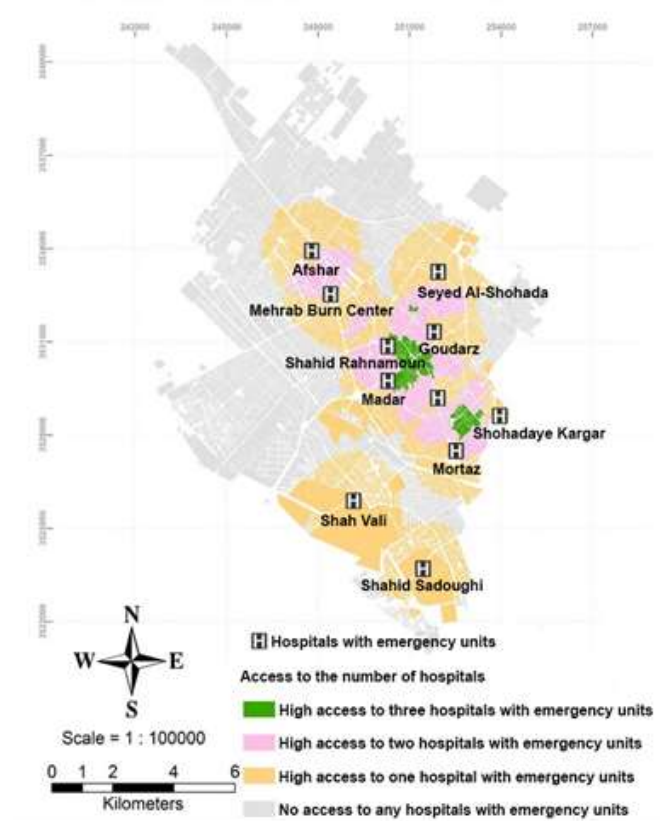 Afshar
Seyed Al-Shohada
Mehrab Burn Center
Goudarz
Shahid Rahnamoun
Madar
Shohadaye Kargar
Mortaz
Shah Vali
Shahid Sadoughi
N
W E
S
Scale = 1 : 100000
0 1 2 4 6
Kilometers
Hospitals with emergency units
Access to the number of hospitals
High access to three hospitals with emergency units
High access to two hospitals with emergency units
High access to one hospital with emergency units
No access to any hospitals with emergency units